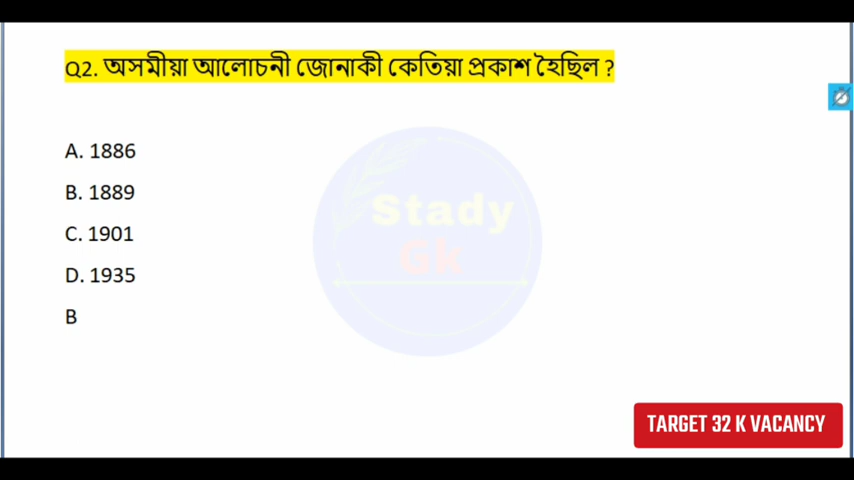 Q2. অসমীয়া আলোচনী জোনাকী কেতিয়া প্ৰকাশ হৈছিল ?
A. 1886
B. 1889
C. 1901
D. 1935
B
Stady
Gk
TARGET 32 K VACANCY